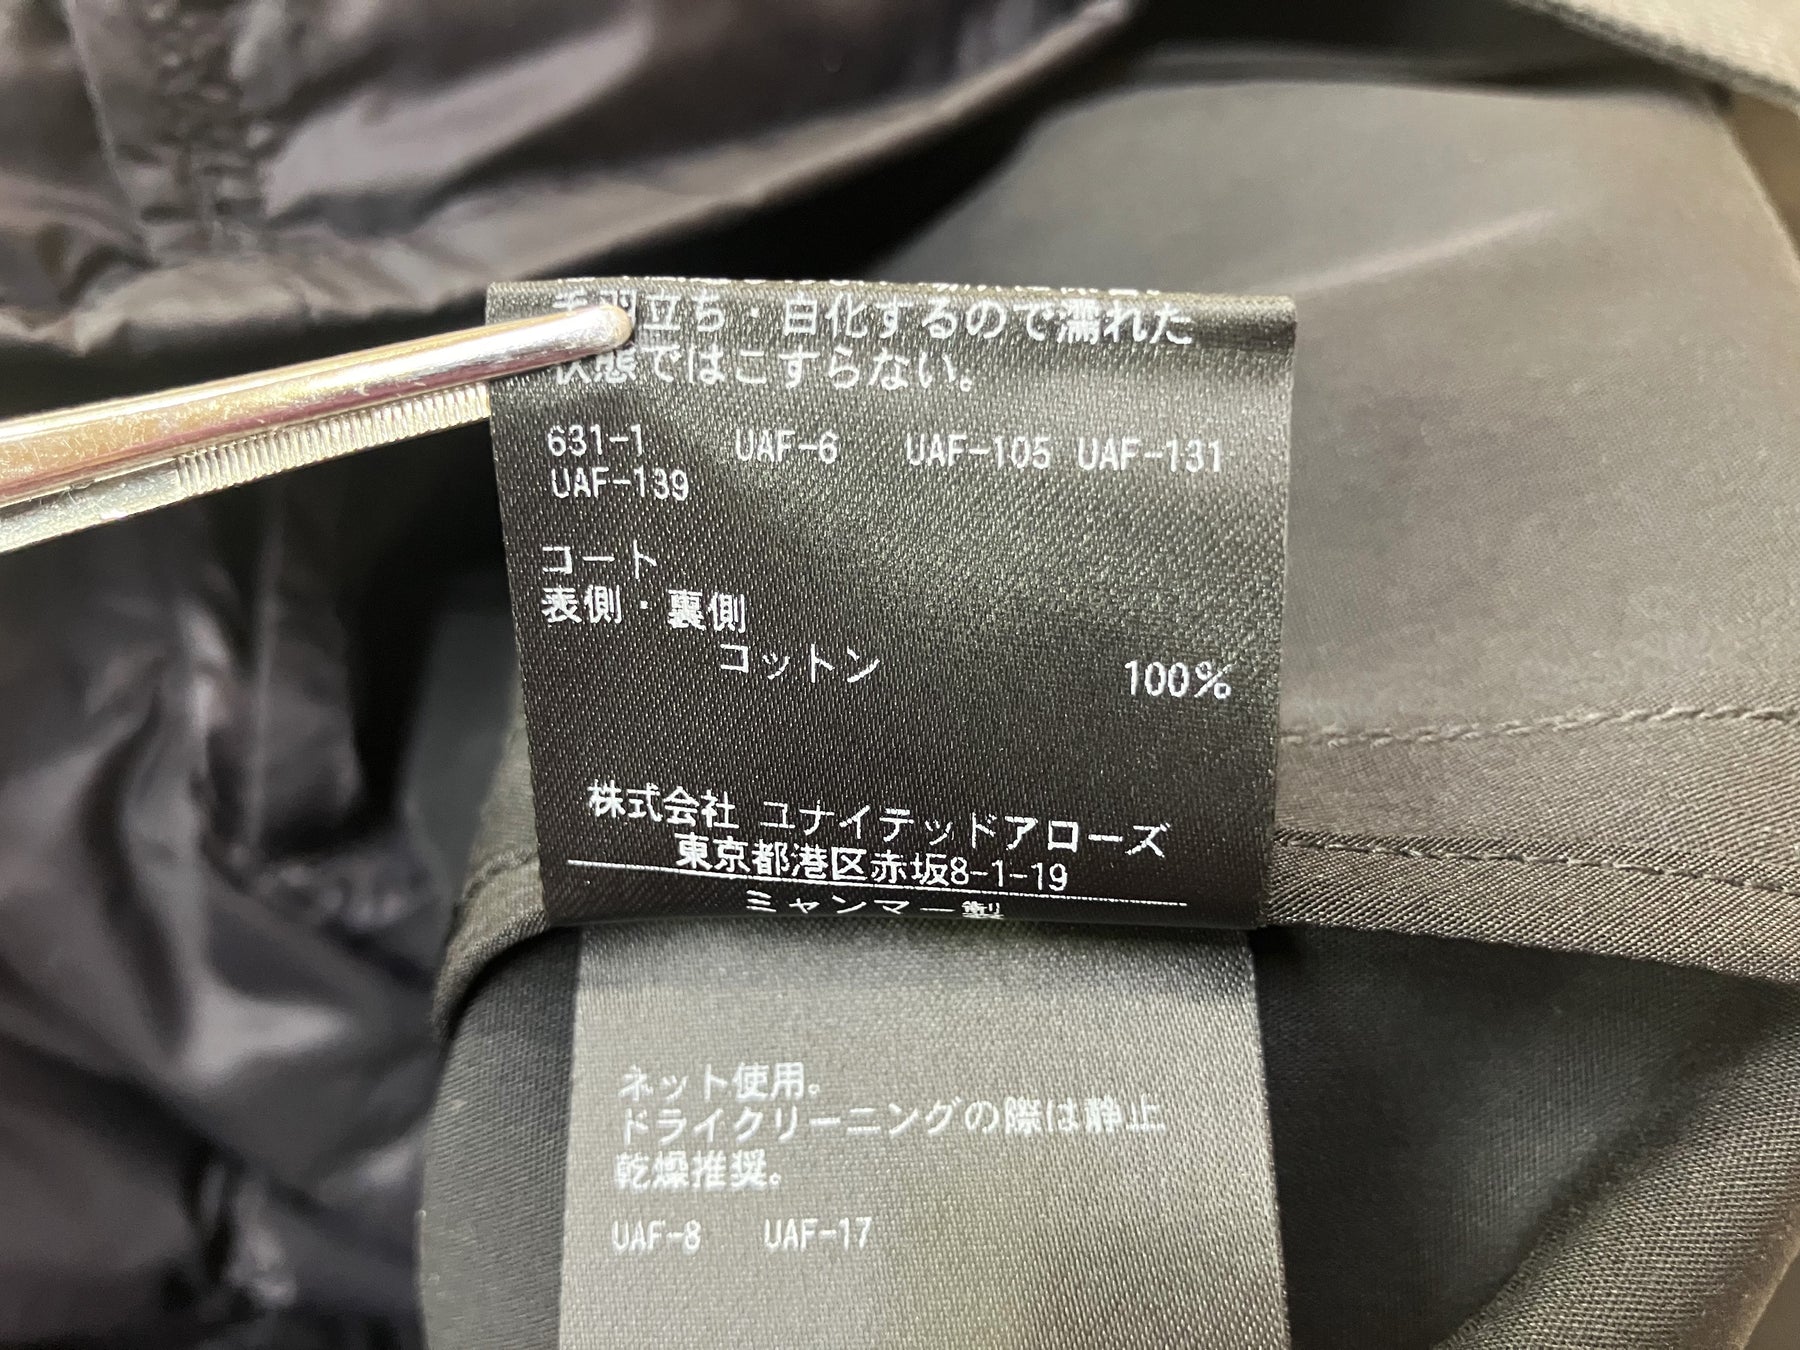 立ち・白化するので濡れた
状態ではこすらない。
631-1 UAF-6 UAF-105 UAF-131
UAF-139
コート
表側・裏側
コットン 100%
株式会社 ユナイテッドアローズ
東京都港区赤坂8-1-19
ミャンマー製
ネット使用。
ドライクリーニングの際は静止
乾燥推奨。
UAF-8 UAF-17